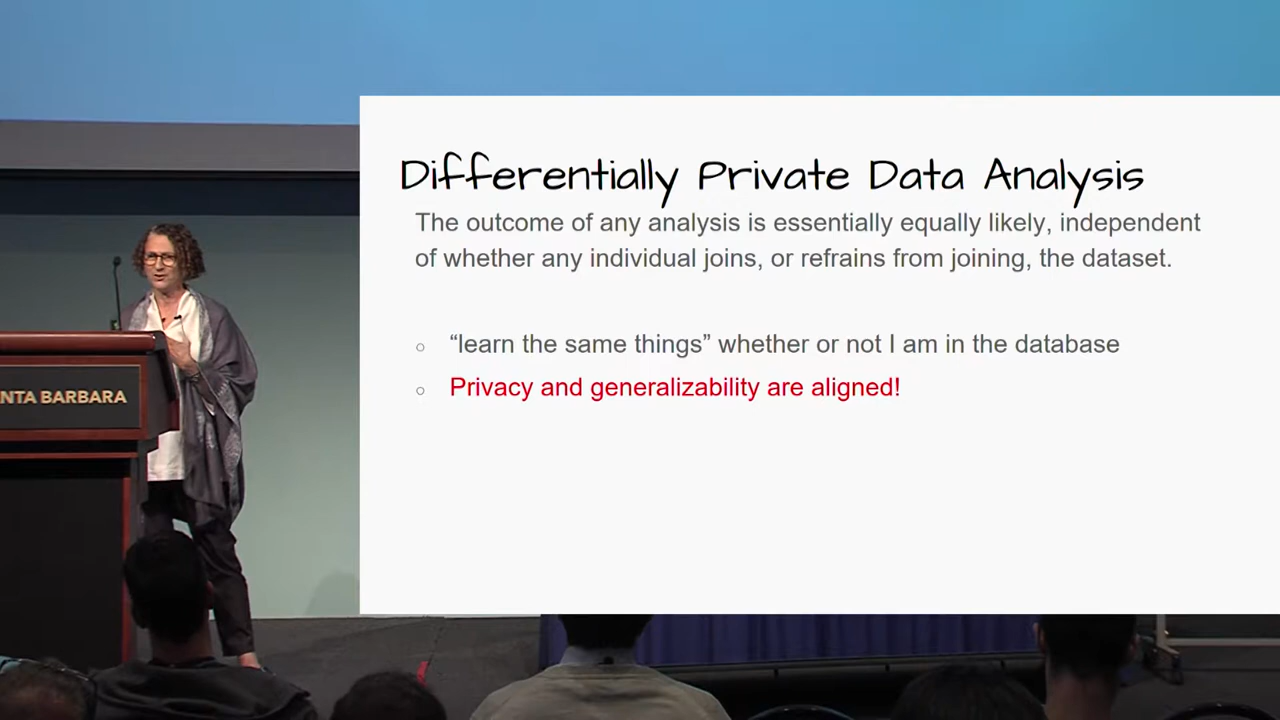 Differentially Private Data Analysis
The outcome of any analysis is essentially equally likely, independent
of whether any individual joins, or refrains from joining, the dataset.
“learn the same things” whether or not I am in the database
Privacy and generalizability are aligned!
NTA BARBARA